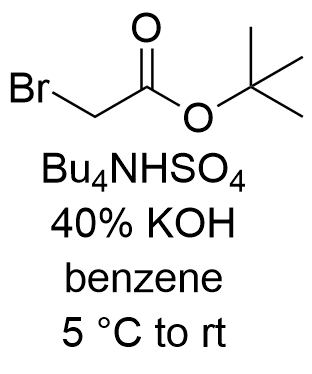 O
Br
O
Bu₄NHSO₄
40% KOH
benzene
5 °C to rt